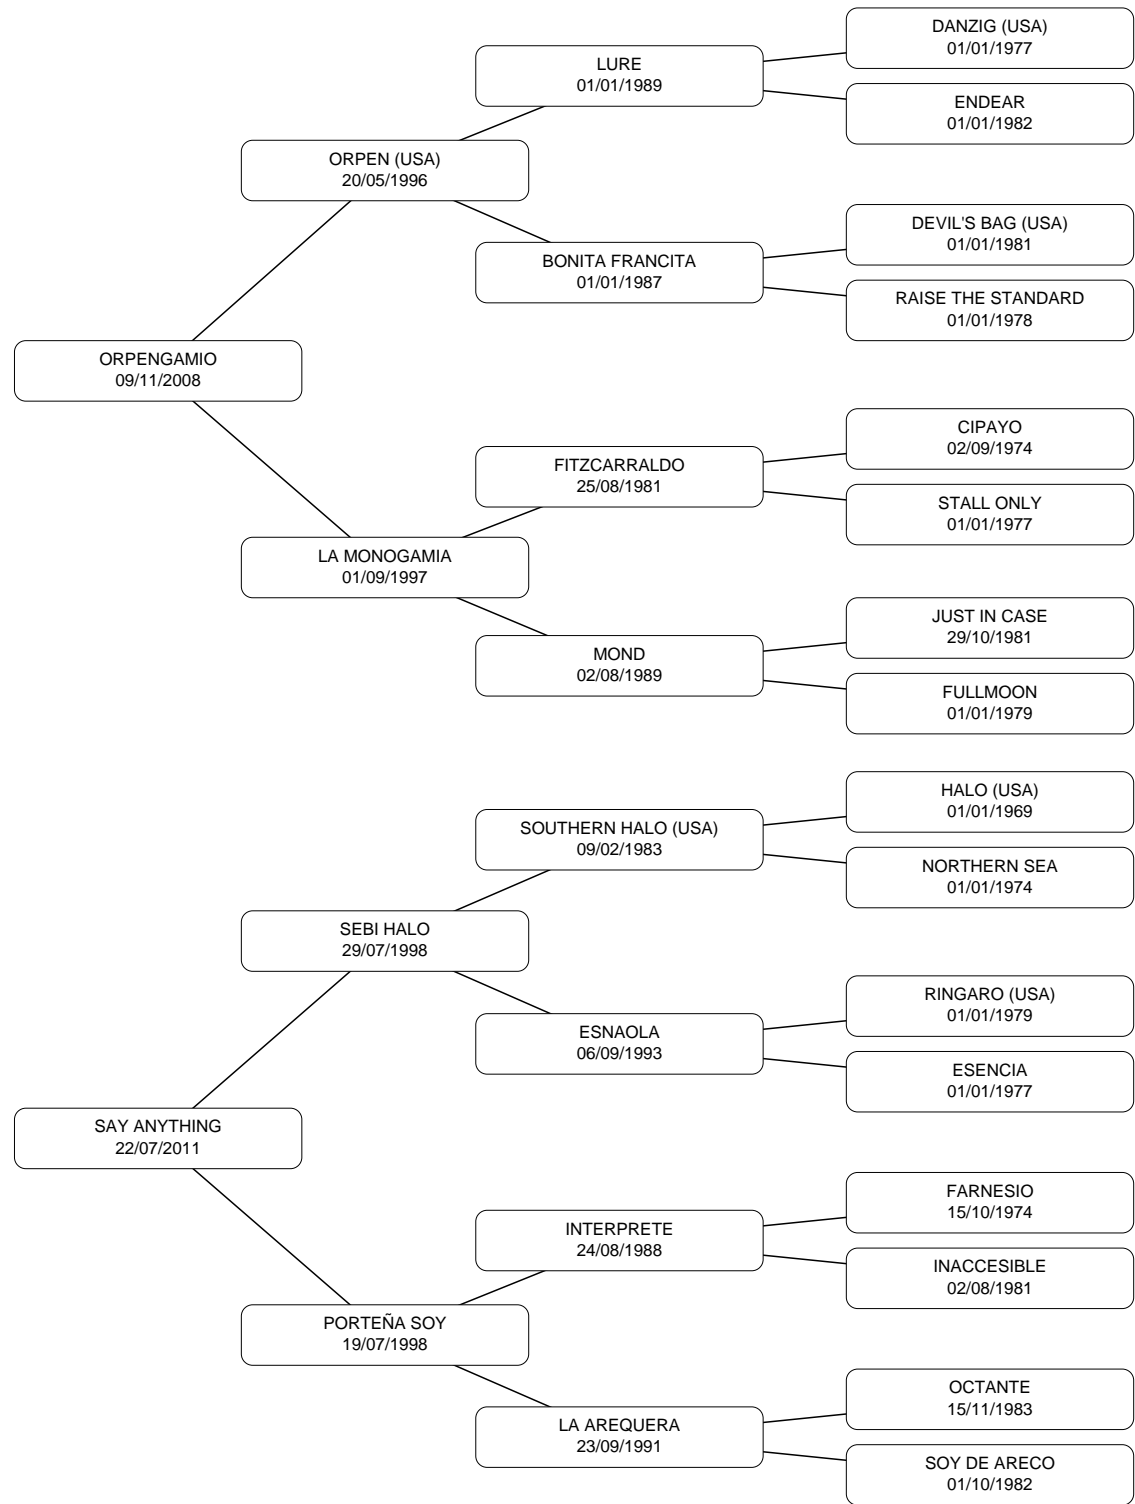 DANZIG (USA)
01/01/1977
LURE
01/01/1989
ENDEAR
01/01/1982
ORPEN (USA)
20/05/1996
DEVIL'S BAG (USA)
01/01/1981
BONITA FRANCITA
01/01/1987
RAISE THE STANDARD
01/01/1978
ORPENGAMIO
09/11/2008
CIPAYO
02/09/1974
FITZCARRALDO
25/08/1981
STALL ONLY
01/01/1977
LA MONOGAMIA
01/09/1997
JUST IN CASE
29/10/1981
MOND
02/08/1989
FULLMOON
01/01/1979
HALO (USA)
01/01/1969
SOUTHERN HALO (USA)
09/02/1983
NORTHERN SEA
01/01/1974
SEBI HALO
29/07/1998
RINGARO (USA)
01/01/1979
ESNAOLA
06/09/1993
ESENCIA
01/01/1977
SAY ANYTHING
22/07/2011
FARNESIO
15/10/1974
INTERPRETE
24/08/1988
INACCESIBLE
02/08/1981
PORTEÑA SOY
19/07/1998
OCTANTE
15/11/1983
LA AREQUERA
23/09/1991
SOY DE ARECO
01/10/1982